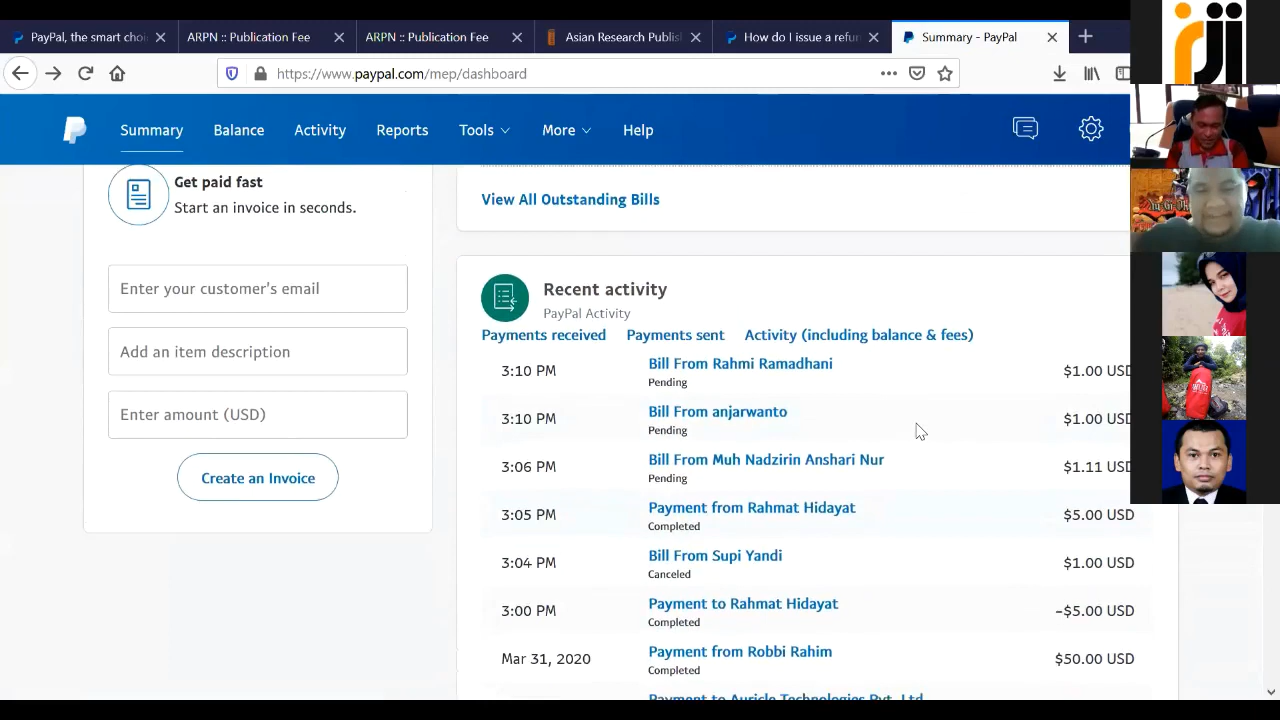 PayPal, the smart choi
ARPN :: Publication Fee
ARPN :: Publication Fee
Asian Research Publish
How do I issue a refun
Summary - PayPal
https://www.paypal.com/mep/dashboard
Summary
Balance
Activity
Reports
Tools
More
Help
Get paid fast
Start an invoice in seconds.
Enter your customer's email
Add an item description
Enter amount (USD)
Create an Invoice
View All Outstanding Bills
Recent activity
PayPal Activity
Payments received Payments sent Activity (including balance & fees)
3:10 PM Bill From Rahmi Ramadhani $1.00 USD
Pending
3:10 PM Bill From anjarwanto $1.00 USD
Pending
3:06 PM Bill From Muh Nadzirin Anshari Nur $1.11 USD
Pending
3:05 PM Payment from Rahmat Hidayat $5.00 USD
Completed
3:04 PM Bill From Supi Yandi $1.00 USD
Canceled
3:00 PM Payment to Rahmat Hidayat -$5.00 USD
Completed
Mar 31, 2020 Payment from Robbi Rahim $50.00 USD
Completed
Payment to Auricle Technologies Pvt. Ltd